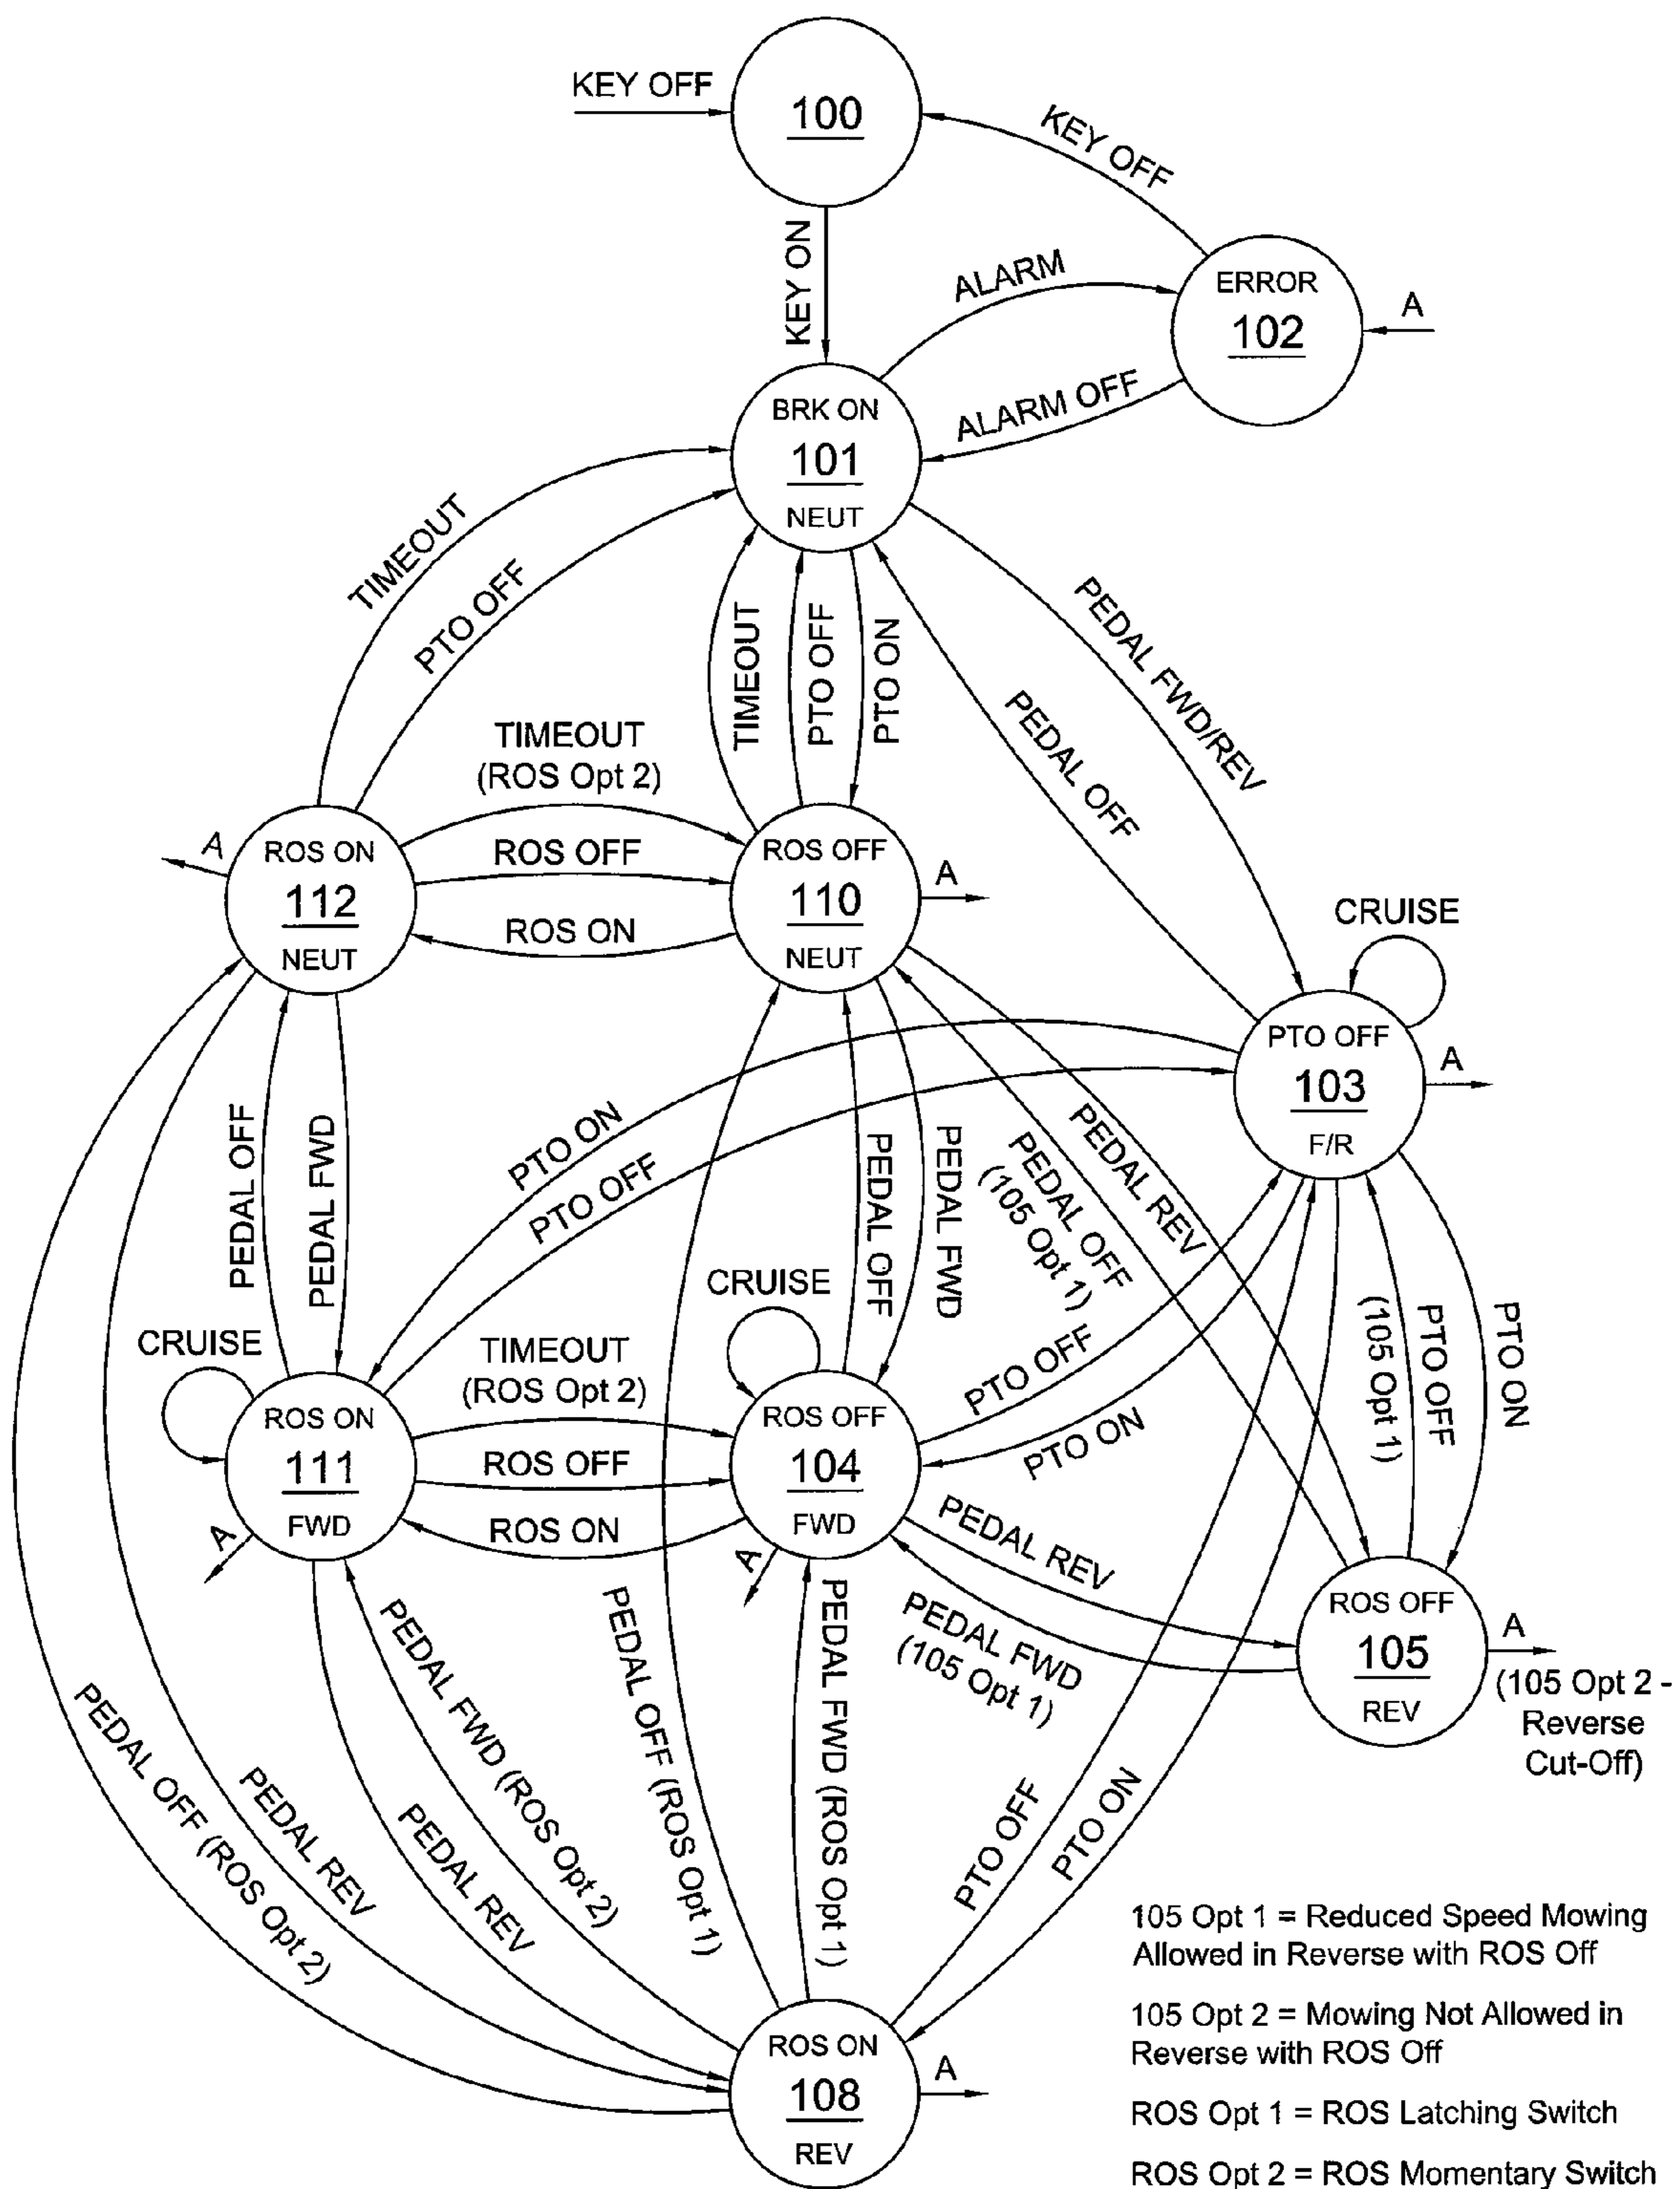 KEY OFF
100
KEY OFF
KEY ON
ALARM
ERROR
102
A
ALARM OFF
BRK ON
101
NEUT
TIMEOUT
PTO OFF
TIMEOUT
PTO OFF
PTO ON
PEDAL FWD/REV
PEDAL OFF
TIMEOUT
(ROS Opt 2)
A
ROS ON
112
NEUT
ROS OFF
ROS ON
ROS OFF
110
NEUT
A
CRUISE
PTO OFF
103
F/R
A
PEDAL OFF
PEDAL FWD
PTO ON
PTO OFF
PEDAL OFF
PEDAL FWD
PEDAL OFF
(105 Opt 1)
PEDAL REV
CRUISE
CRUISE
TIMEOUT
(ROS Opt 2)
PTO OFF
PTO ON
PTO OFF
(105 Opt 1)
PTO ON
ROS ON
111
FWD
A
ROS OFF
ROS ON
ROS OFF
104
FWD
A
PEDAL REV
PEDAL FWD
(105 Opt 1)
ROS OFF
105
REV
A
(105 Opt 2 -
Reverse
Cut-Off)
PEDAL OFF (ROS Opt 2)
PEDAL REV
PEDAL REV
PEDAL FWD (ROS Opt 2)
PEDAL OFF (ROS Opt 1)
PEDAL FWD (ROS Opt 1)
PTO OFF
PTO ON
ROS ON
108
REV
A
105 Opt 1 = Reduced Speed Mowing
Allowed in Reverse with ROS Off
105 Opt 2 = Mowing Not Allowed in
Reverse with ROS Off
ROS Opt 1 = ROS Latching Switch
ROS Opt 2 = ROS Momentary Switch